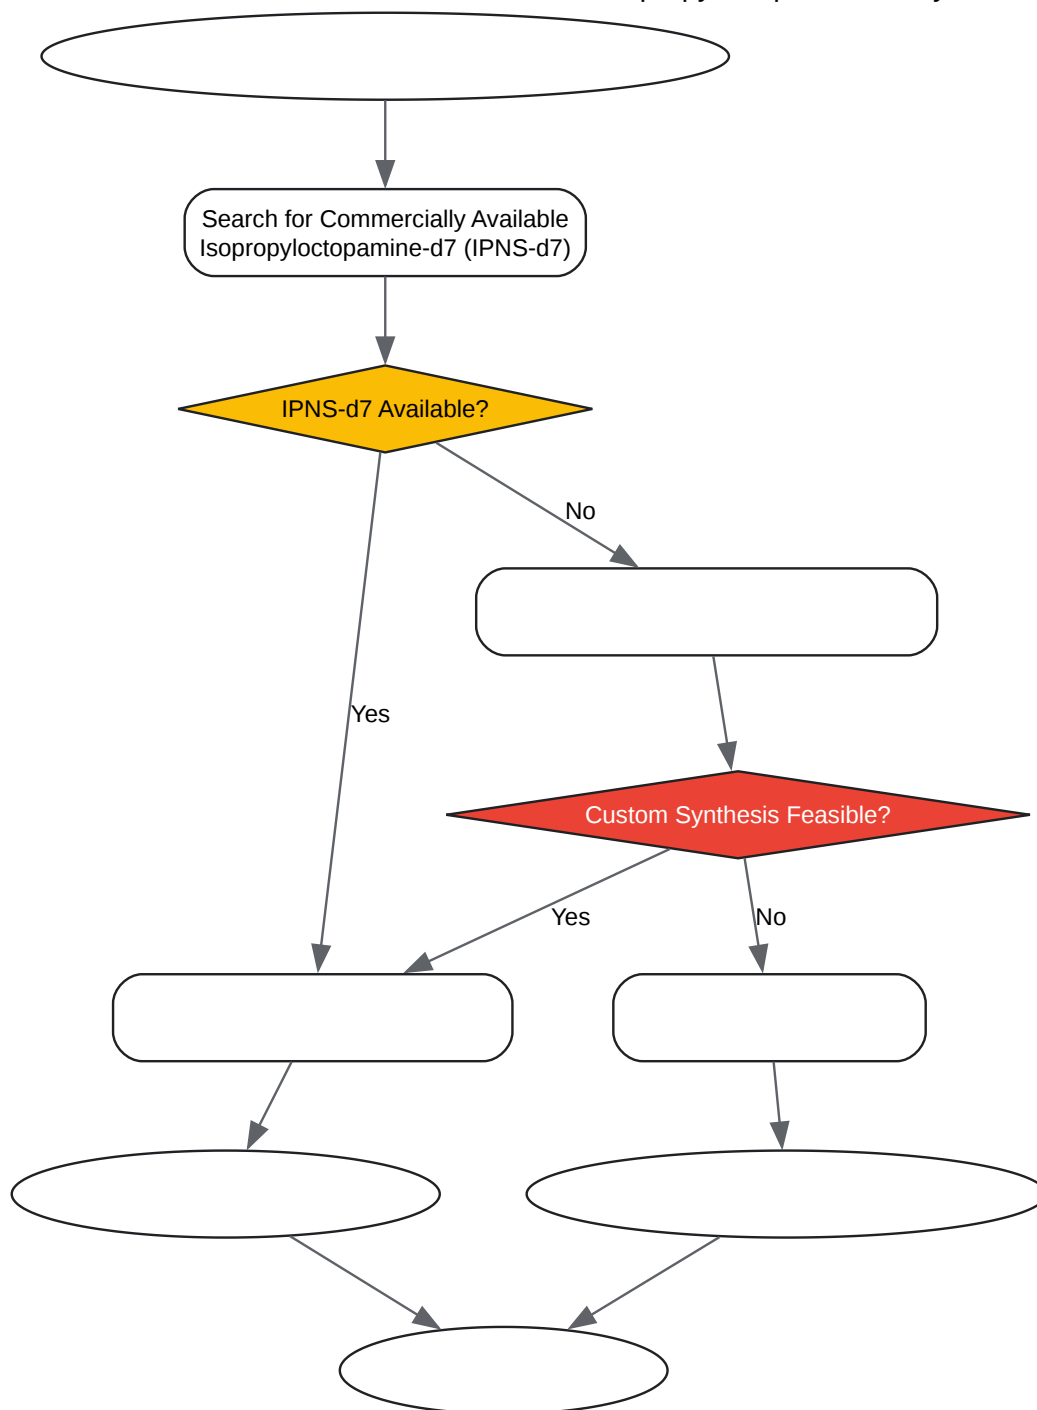 Search for Commercially Available
Isopropyloctopamine-d7 (IPNS-d7)
IPNS-d7 Available?
No
Yes
Custom Synthesis Feasible?
Yes
No